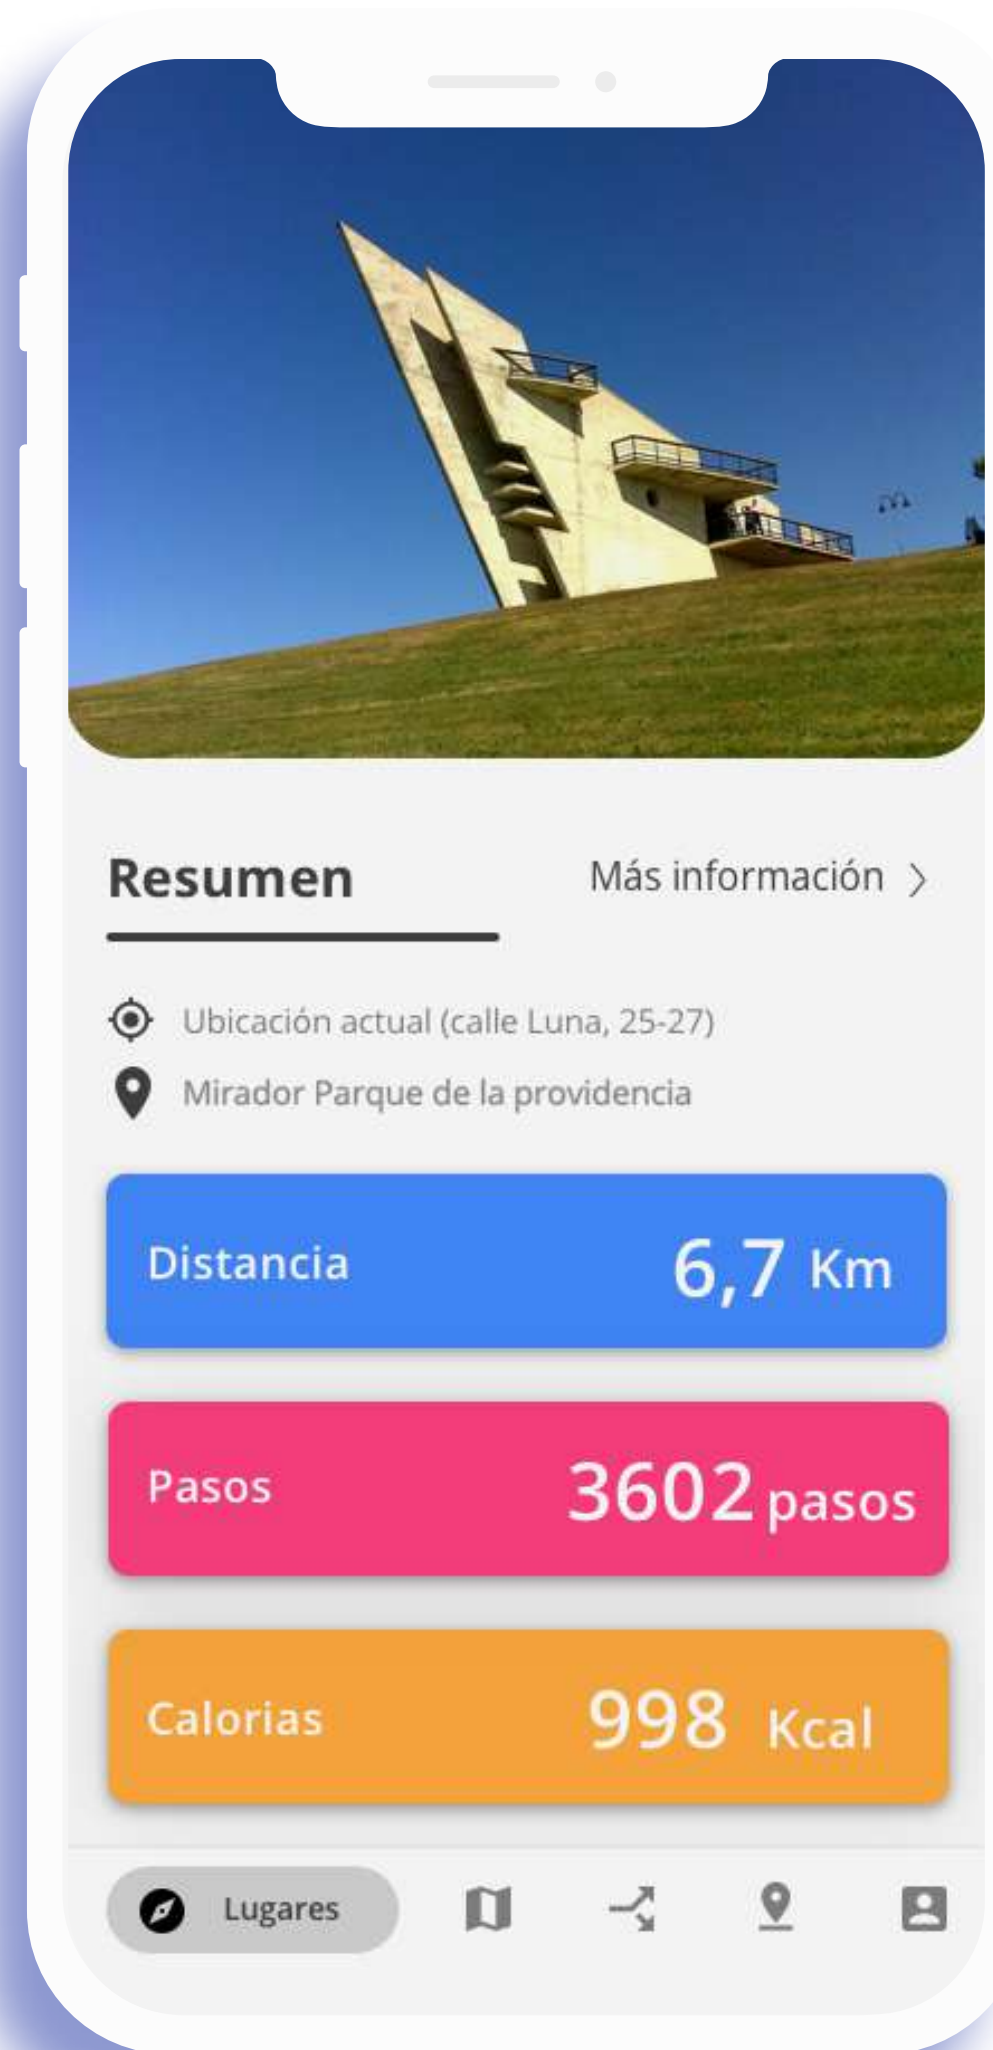 Resumen
Más información
Ubicación actual (calle Luna, 25-27)
Mirador Parque de la providencia
Distancia 6,7 Km
Pasos 3602 pasos
Calorias 998 Kcal
Lugares